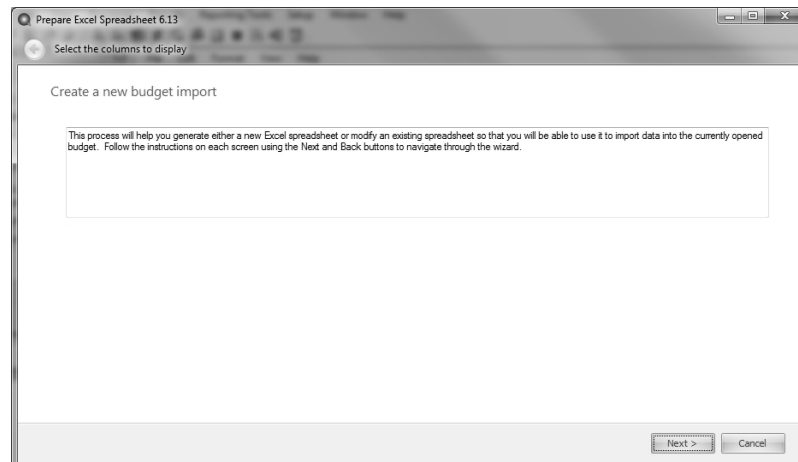 Prepare Excel Spreadsheet 6.13
Select the columns to display
Create a new budget import
This process will help you generate either a new Excel spreadsheet or modify an existing spreadsheet so that you will be able to use it to import data into the currently opened
budget.  Follow the instructions on each screen using the Next and Back buttons to navigate through the wizard.
Next >
Cancel